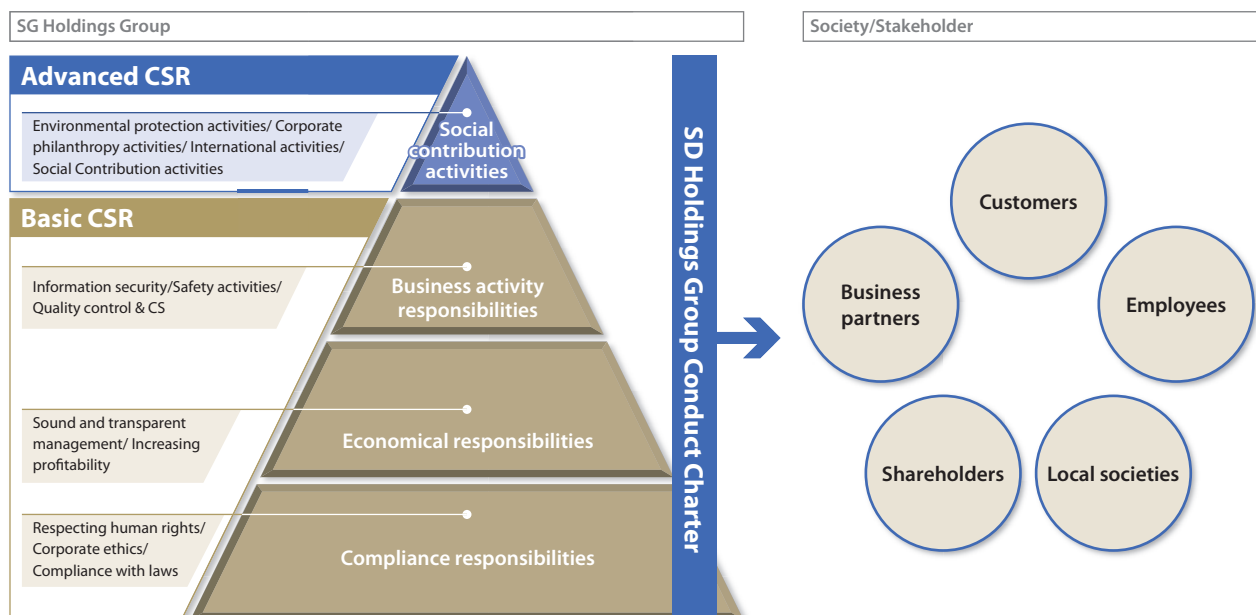 SG Holdings Group
Society/Stakeholder
Advanced CSR
Environmental protection activities/ Corporate
philanthropy activities/ International activities/
Social Contribution activities
Social
contribution
activities
Basic CSR
Information security/Safety activities/
Quality control & CS
Business activity
responsibilities
Sound and transparent
management/ Increasing
profitability
Economical responsibilities
Respecting human rights/
Corporate ethics/
Compliance with laws
Compliance responsibilities
SD Holdings Group Conduct Charter
Customers
Business
partners
Employees
Shareholders
Local societies